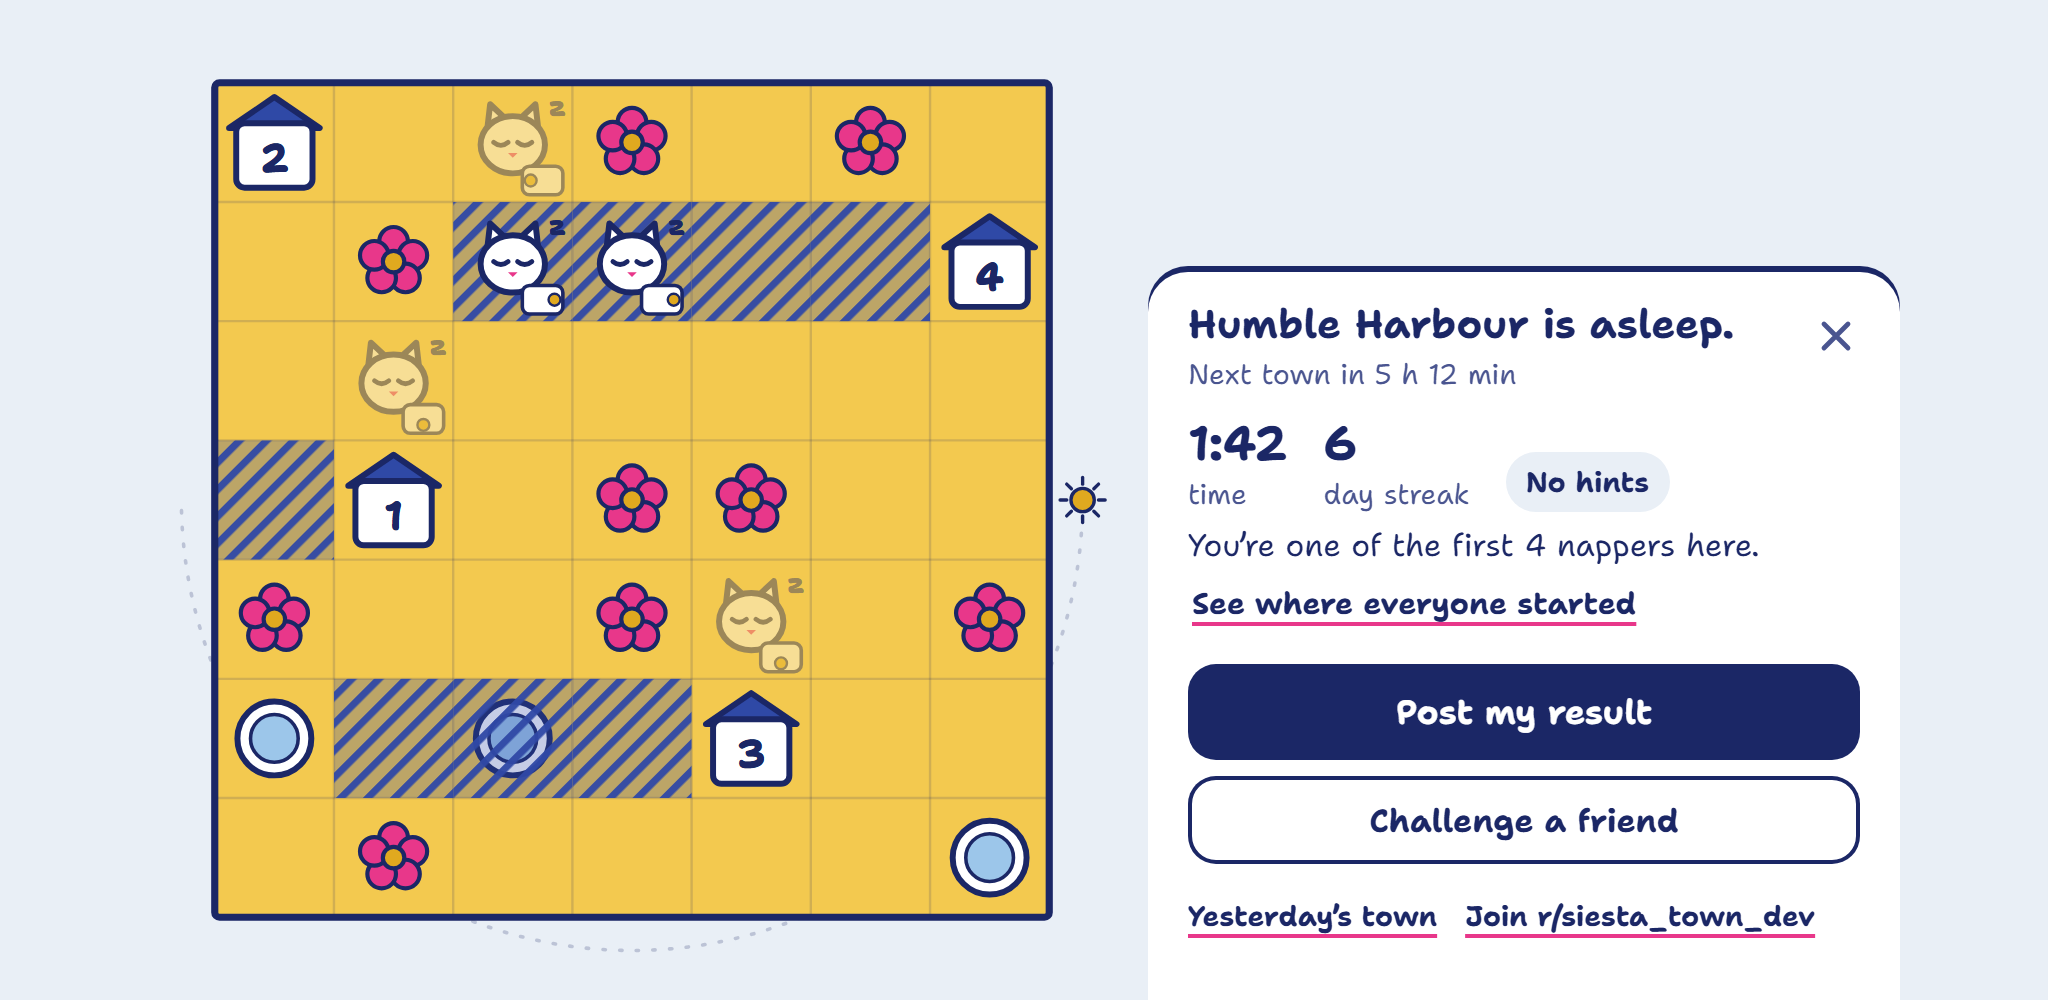 2
z
z
z
4
z
1
z
3
Humble Harbour is asleep.
Next town in 5 h 12 min
1:42 6
time day streak
No hints
You're one of the first 4 nappers here.
See where everyone started
Post my result
Challenge a friend
Yesterday's town Join r/siesta_town_dev